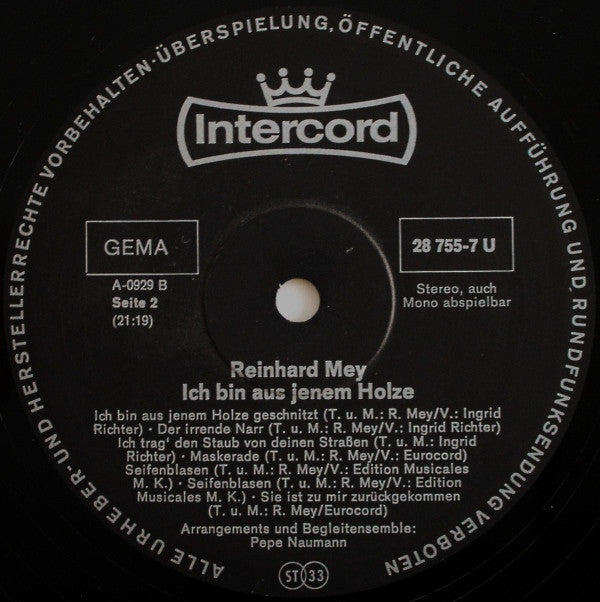 ALLE URHEBER- UND HERSTELLERRECHTE VORBEHALTEN · ÜBERSPIELUNG, ÖFFENTLICHE AUFFÜHRUNG UND RUNDFUNKSENDUNG VERBOTEN
Intercord
GEMA
28 755-7 U
A-0929 B
Seite 2
(21:19)
Stereo, auch
Mono abspielbar
Reinhard Mey
Ich bin aus jenem Holze
Ich bin aus jenem Holze geschnitzt (T. u. M.: R. Mey/V.: Ingrid
Richter) · Der irrende Narr (T. u. M.: R. Mey/V.: Ingrid Richter)
Ich trag' den Staub von deinen Straßen (T. u. M.: Ingrid
Richter) · Maskerade (T. u. M.: R. Mey/V.: Eurocord)
Seifenblasen (T. u. M.: R. Mey/V.: Edition Musicales
M. K.) · Seifenblasen (T. u. M.: R. Mey/V.: Edition
Musicales M. K.) · Sie ist zu mir zurückgekommen
(T. u. M.: R. Mey/Eurocord)
Arrangements und Begleitensemble:
Pepe Naumann
ST 33